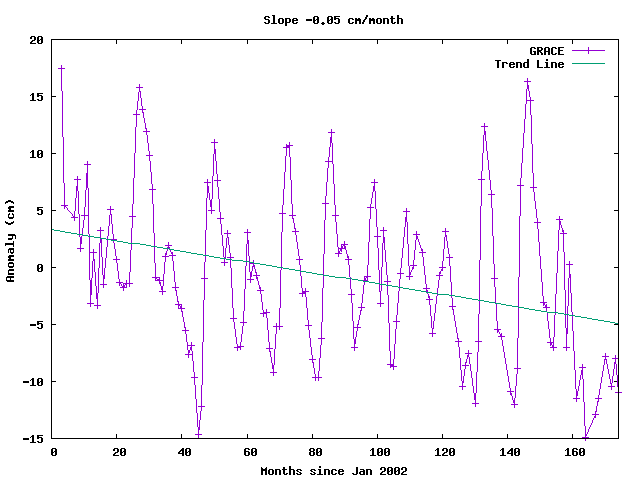 Slope -0.05 cm/month
GRACE
Trend Line
20
15
10
5
0
-5
-10
-15
Anomaly (cm)
0 20 40 60 80 100 120 140 160
Months since Jan 2002